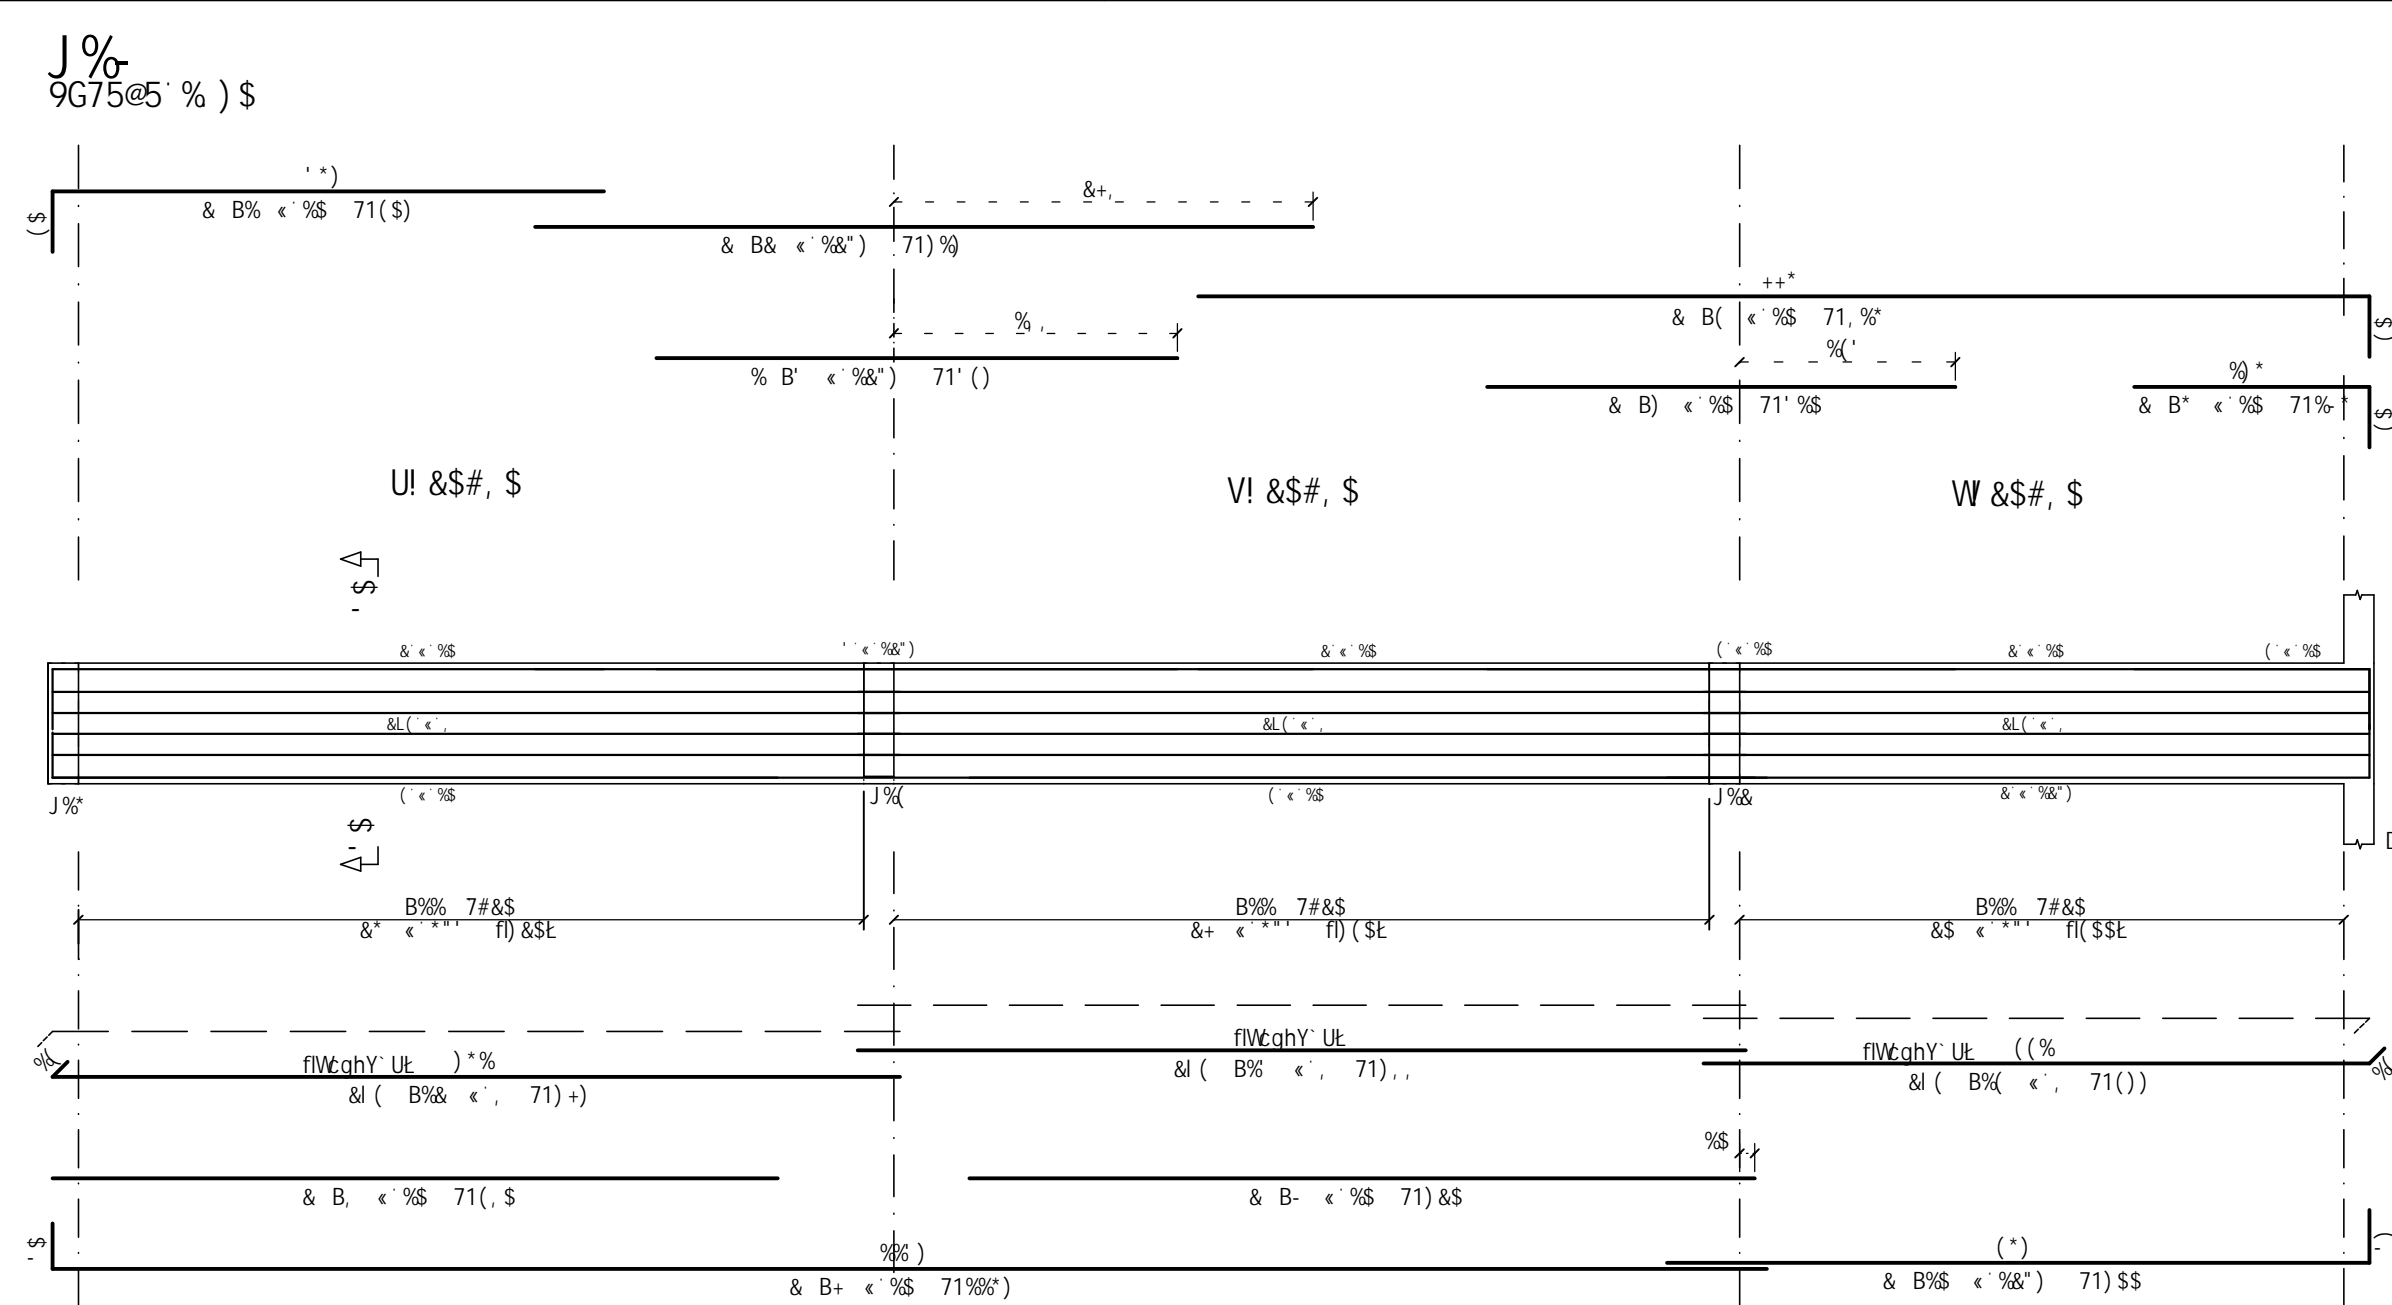 J%-
9G75@5˙%.)$
'*)
& B% «˙%$ 71($)
($
&+,
& B& «˙%&") 71)%)
++*
& B( «˙%$ 71,%*
($
%,,
% B' «˙%&") 71'()
%('
& B) «˙%$ 71'%$
%)*
& B* «˙%$ 71%-*
($
U! &$#,$
V! &$#,$
W! &$#,$
-$
&˙«˙%$
'˙«˙%&")
&˙«˙%$
(˙«˙%$
&˙«˙%$
(˙«˙%$
&L(˙«˙,
&L(˙«˙,
&L(˙«˙,
J%*
(˙«˙%$
J%(
(˙«˙%$
J%&
&˙«˙%&")
-$
B%% 7#&$
&* «˙*"' fl)&$Ł
B%% 7#&$
&+ «˙*"' fl)($Ł
B%% 7#&$
&$ «˙*"' fl($$Ł
%(
flWcghY`UŁ )*%
&l( B%& «˙, 71)+)
flWcghY`UŁ
&l( B%' «˙, 71),,
flWcghY`UŁ ((%
&l( B%( «˙, 71())
%(
%$
& B, «˙%$ 71(,$
& B- «˙%$ 71)&$
-$
%%')
& B+ «˙%$ 71%%*)
(*)
& B%$ «˙%&") 71)$$